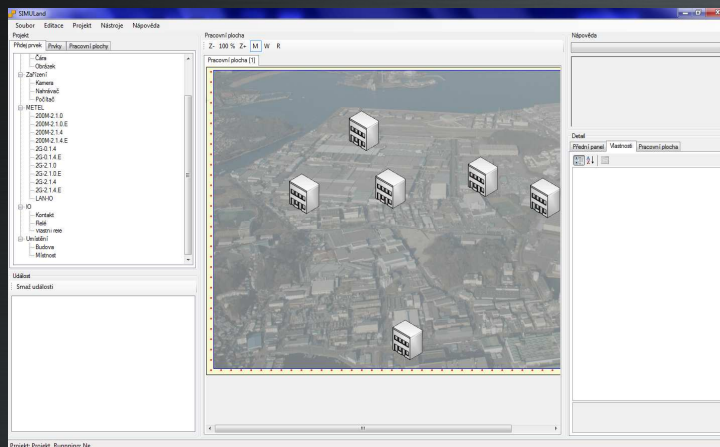 SIMULand
Soubor Editace Projekt Nástroje Nápověda
Projekt
Přidej prvek Prvky Pracovní plochy
Čára
Obrázek
Zařízení
Kamera
Nahrávač
Počítač
METEL
200M-2.1.0
200M-2.1.0.E
200M-2.1.4
200M-2.1.4.E
2G-0.1.4
2G-0.1.4.E
2G-2.1.0
2G-2.1.0.E
2G-2.1.4
2G-2.1.4.E
LAN-IO
IO
Kontakt
Relé
Vlastní relé
Umístění
Budova
Místnost
Událost
Smaž události
Pracovní plocha
Z- 100 % Z+ M W R
Pracovní plocha [1]
Nápověda
Detail
Přední panel Vlastnosti Pracovní plocha
Projekt: Projekt, Runnning: Ne